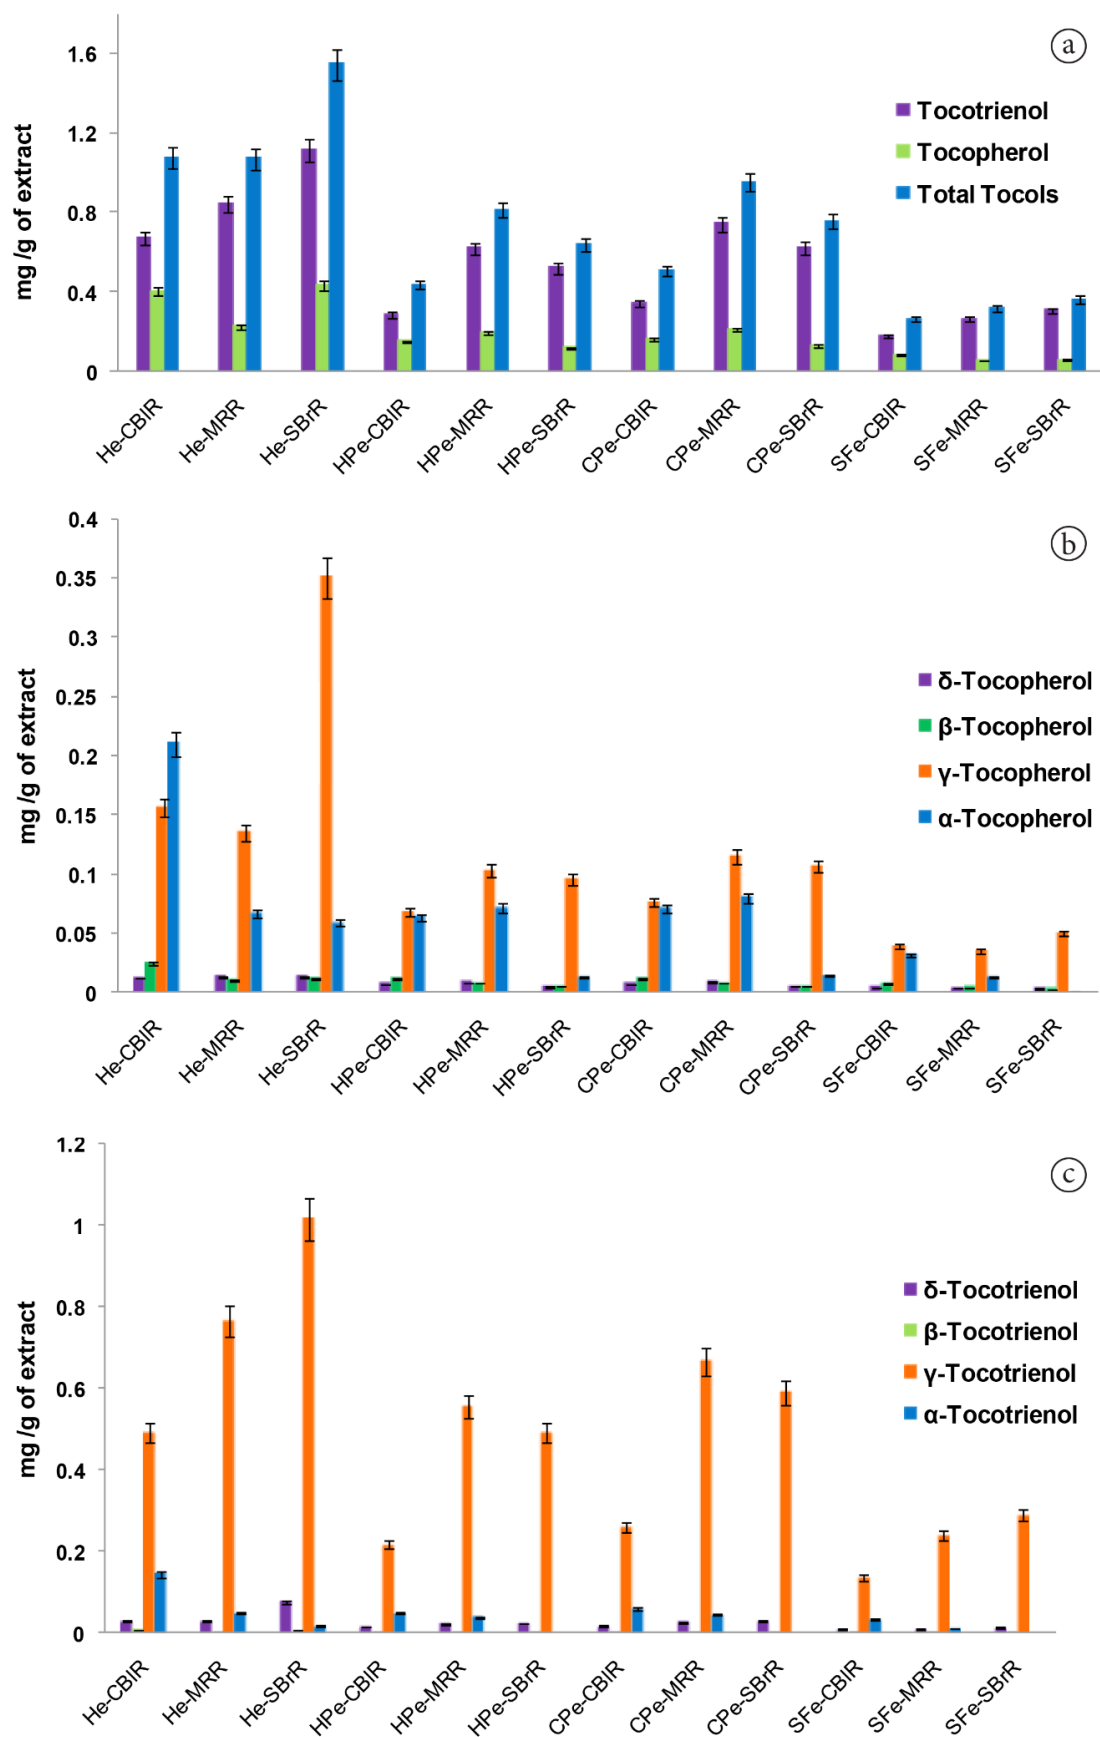 a
mg /g of extract
1.6
1.2
0.8
0.4
0
Tocotrienol
Tocopherol
Total Tocols
He-CBlR
He-MRR
He-SBrR
HPe-CBlR
HPe-MRR
HPe-SBrR
CPe-CBlR
CPe-MRR
CPe-SBrR
SFe-CBlR
SFe-MRR
SFe-SBrR
b
mg /g of extract
0.4
0.35
0.3
0.25
0.2
0.15
0.1
0.05
0
δ-Tocopherol
β-Tocopherol
γ-Tocopherol
α-Tocopherol
He-CBlR
He-MRR
He-SBrR
HPe-CBlR
HPe-MRR
HPe-SBrR
CPe-CBlR
CPe-MRR
CPe-SBrR
SFe-CBlR
SFe-MRR
SFe-SBrR
c
mg /g of extract
1.2
1
0.8
0.6
0.4
0.2
0
δ-Tocotrienol
β-Tocotrienol
γ-Tocotrienol
α-Tocotrienol
He-CBlR
He-MRR
He-SBrR
HPe-CBlR
HPe-MRR
HPe-SBrR
CPe-CBlR
CPe-MRR
CPe-SBrR
SFe-CBlR
SFe-MRR
SFe-SBrR